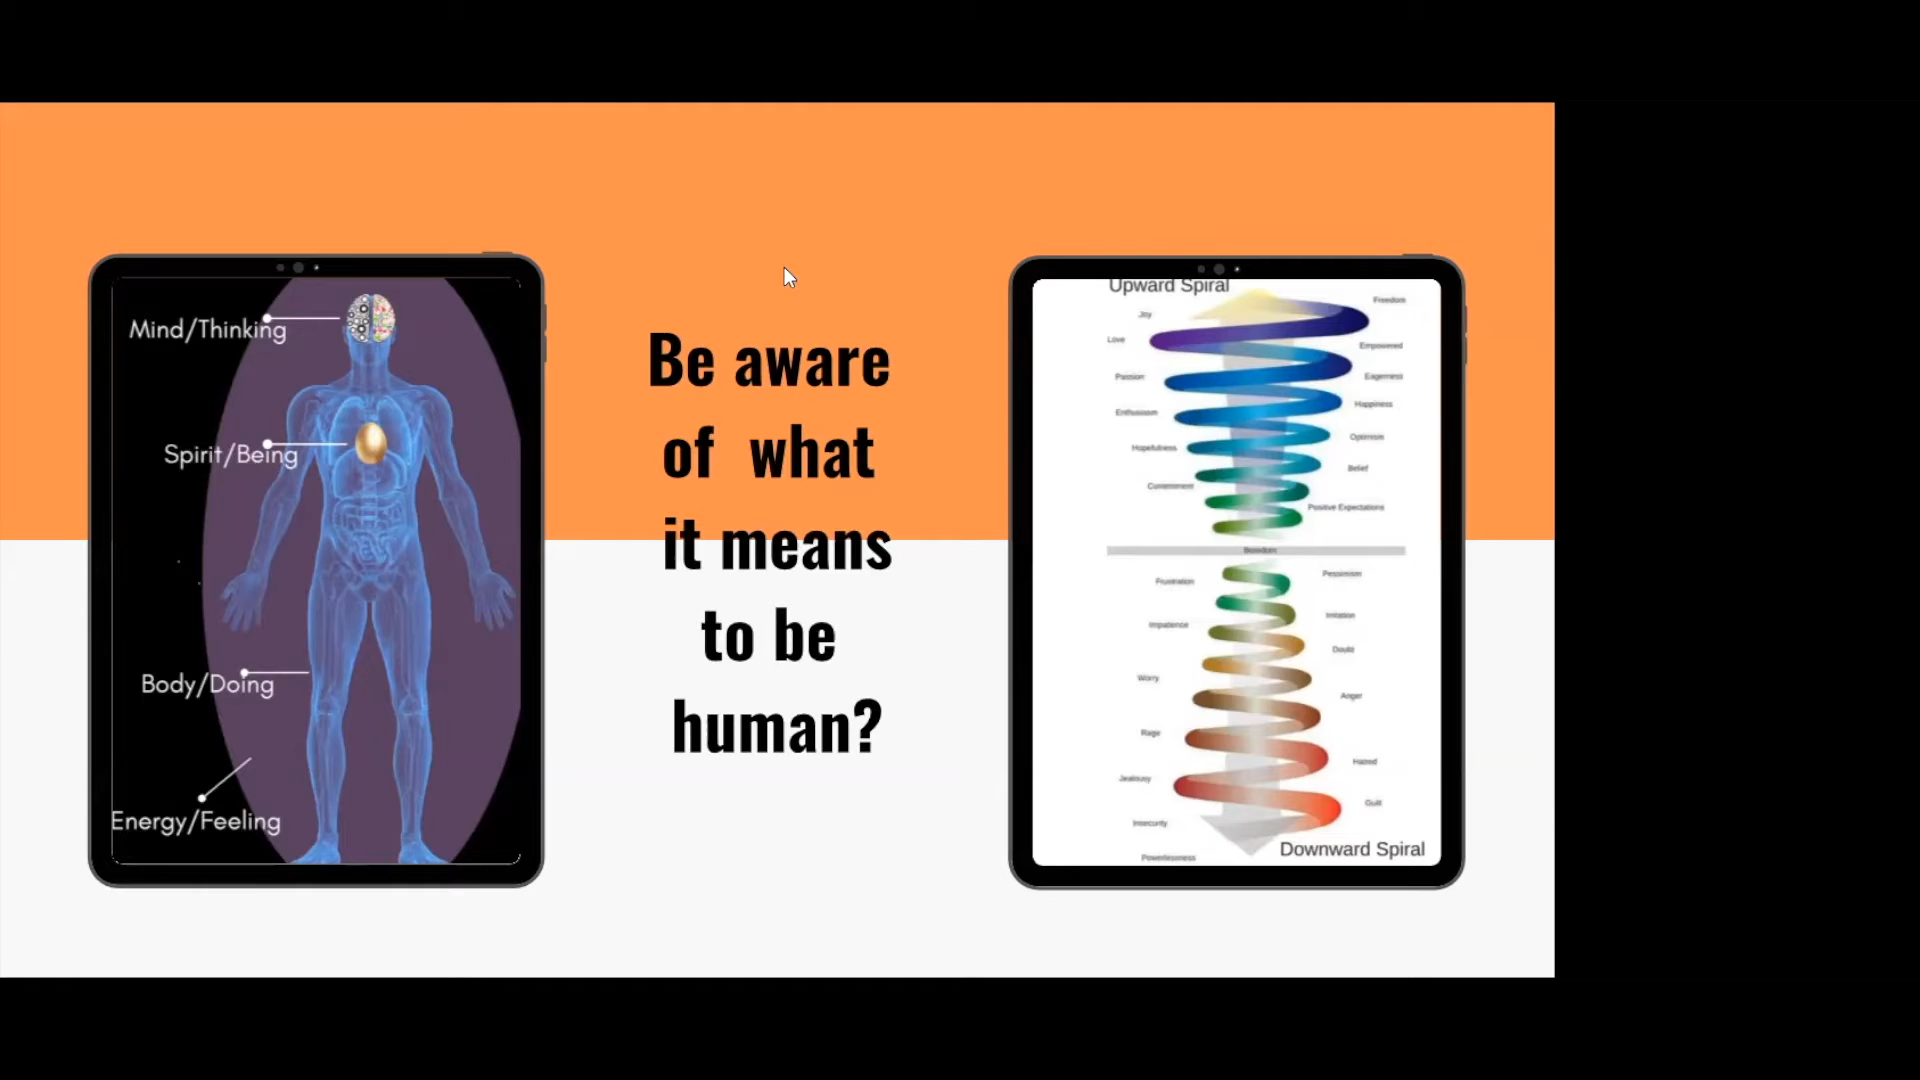 Mind/Thinking
Spirit/Being
Body/Doing
Energy/Feeling
Be aware
of what
it means
to be
human?
Upward Spiral
Freedom
Joy
Love
Empowered
Passion
Eagerness
Enthusiasm
Happiness
Optimism
Hopefulness
Belief
Contentment
Positive Expectations
Boredom
Frustration
Pessimism
Impatience
Irritation
Worry
Anger
Rage
Hatred
Jealousy
Guilt
Insecurity
Powerlessness
Downward Spiral